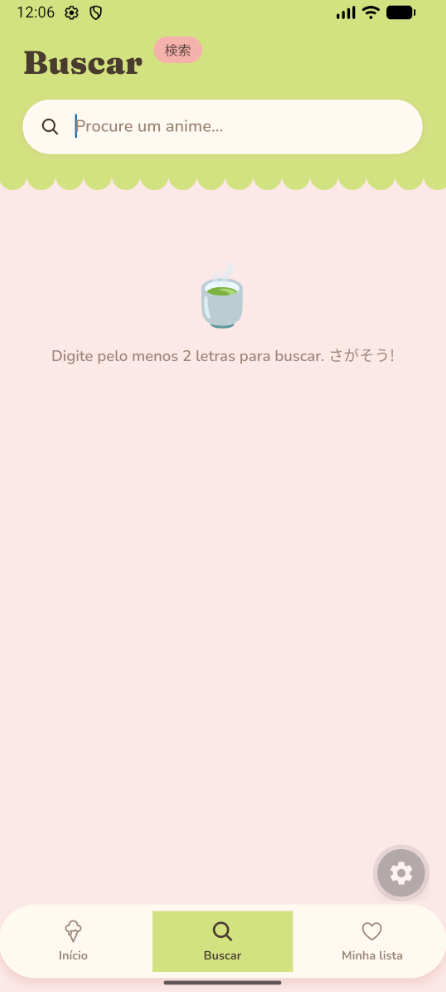 12:06
Buscar
検索
Procure um anime...
Digite pelo menos 2 letras para buscar. さがそう!
Início
Buscar
Minha lista